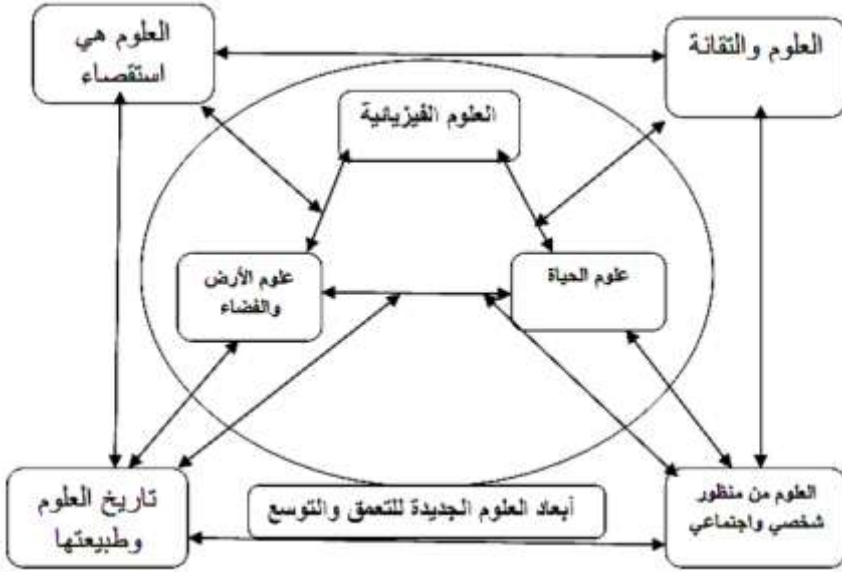 العلوم والتقانة
العلوم هي
استقصاء
العلوم الفيزيائية
علوم الحياة
علوم الأرض
والفضاء
العلوم من منظور
شخصي واجتماعي
أبعاد العلوم الجديدة للتعمق والتوسع
تاريخ العلوم
وطبيعتها